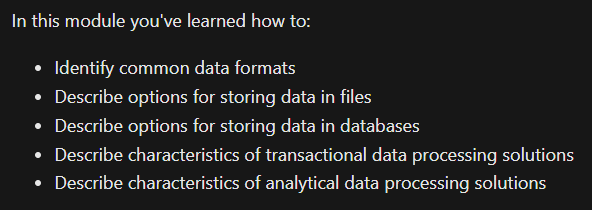 In this module you've learned how to:
• Identify common data formats
• Describe options for storing data in files
• Describe options for storing data in databases
• Describe characteristics of transactional data processing solutions
• Describe characteristics of analytical data processing solutions